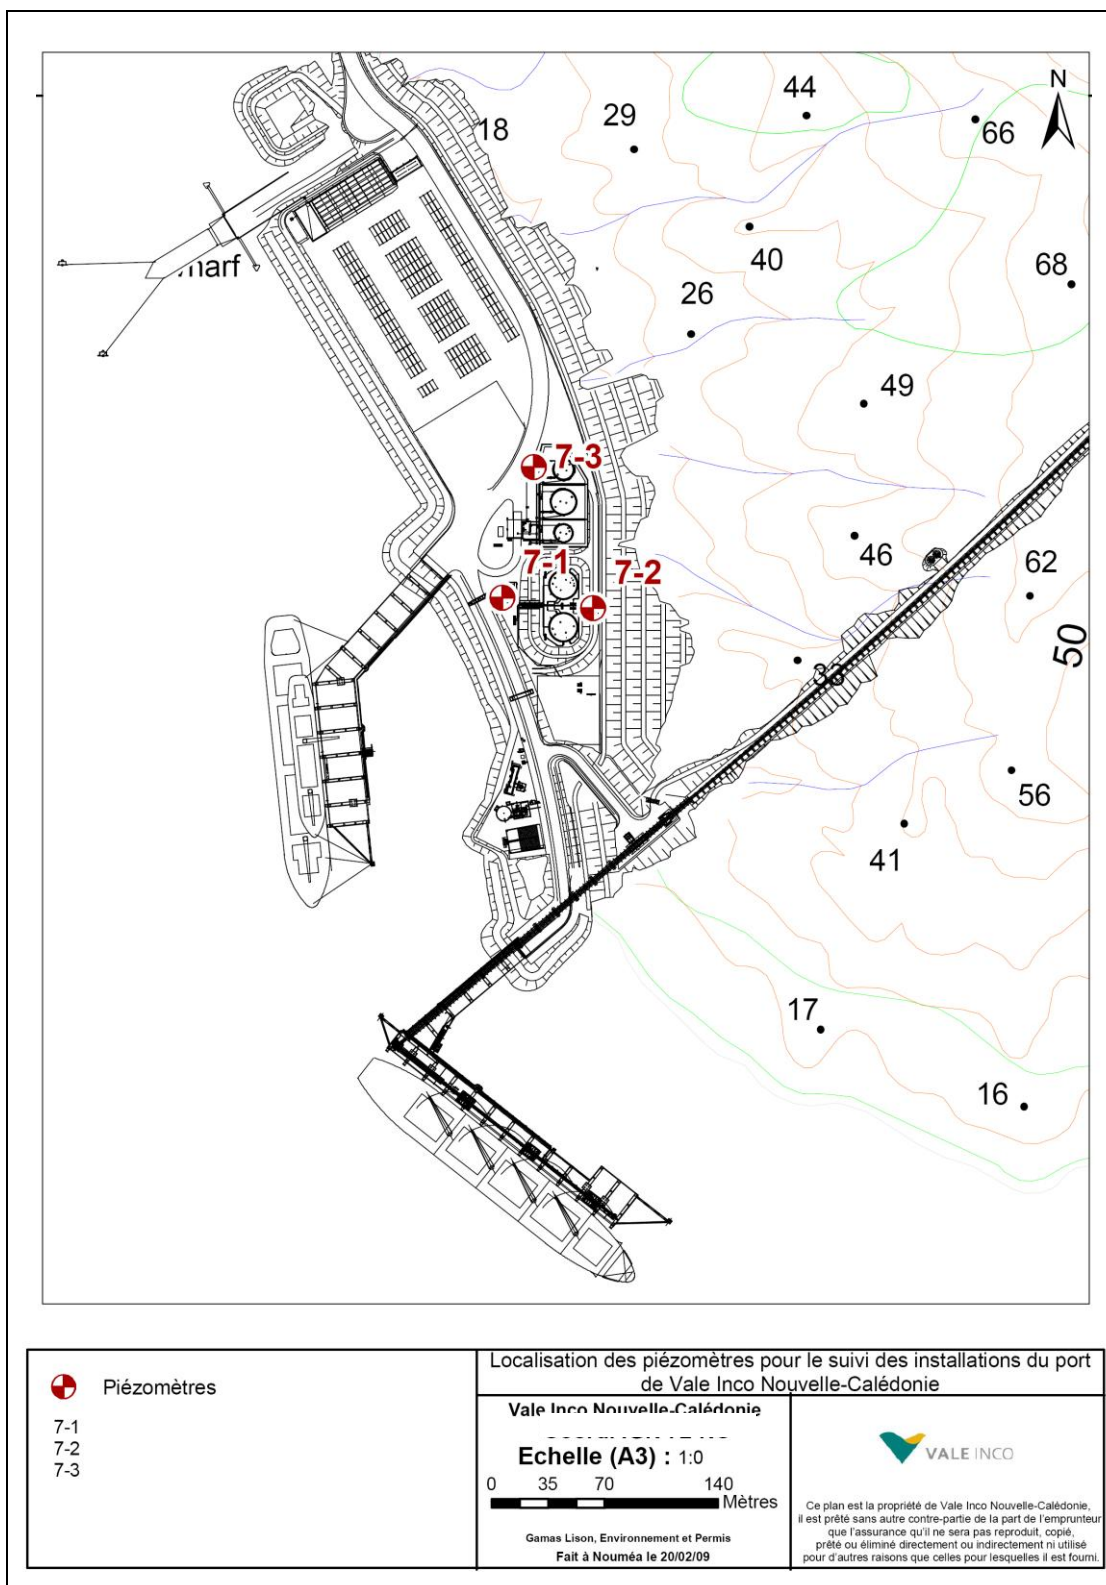 N
44
66
29
18
40
68
harf
26
49
7-3
46
7-1
7-2
62
50
33
56
41
17
16
Piézomètres
7-1
7-2
7-3
Localisation des piézomètres pour le suivi des installations du port
de Vale Inco Nouvelle-Calédonie
Vale Inco Nouvelle-Calédonie
Echelle (A3) : 1:0
0 35 70 140
Mètres
Gamas Lison, Environnement et Permis
Fait à Nouméa le 20/02/09
VALE INCO
Ce plan est la propriété de Vale Inco Nouvelle-Calédonie,
il est prêté sans autre contre-partie de la part de l'emprunteur
que l'assurance qu'il ne sera pas reproduit, copié,
prêté ou éliminé directement ou indirectement ni utilisé
pour d'autres raisons que celles pour lesquelles il est fourni.